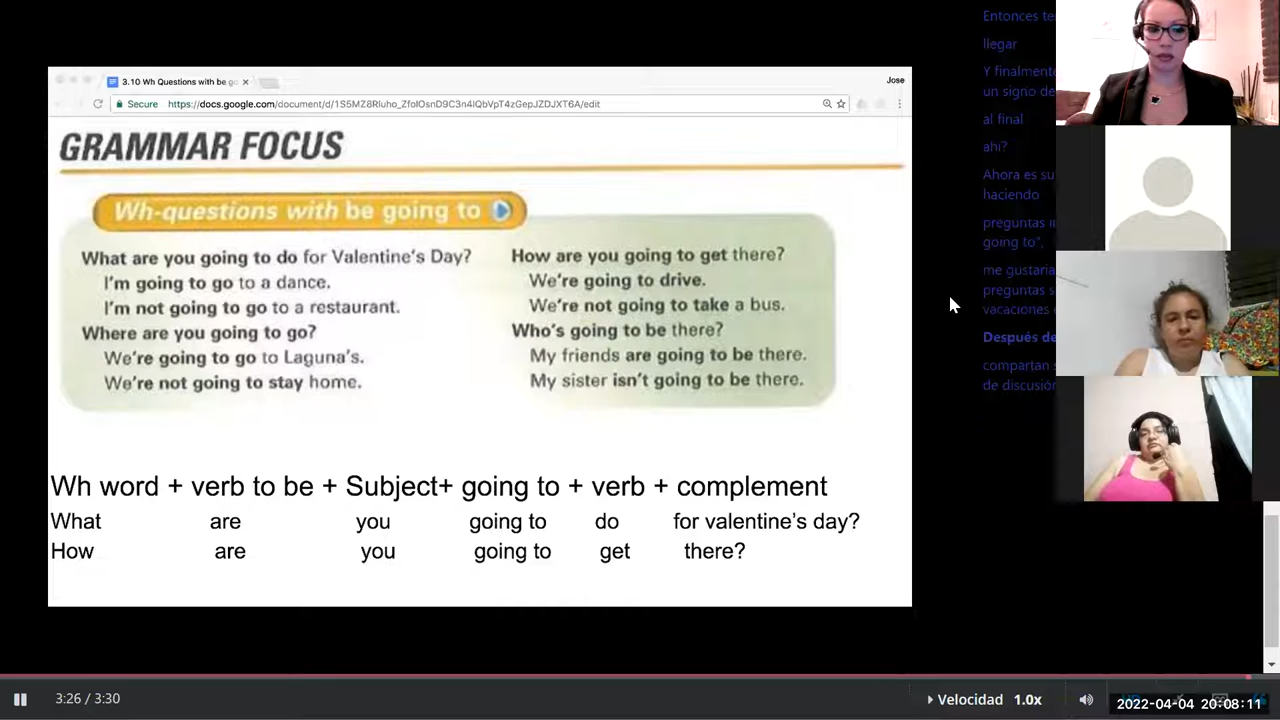 3.10 Wh Questions with be go
Jose
Secure https://docs.google.com/document/d/1S5MZ8Rluho_ZfoIOsnD9C3n4IQbVpT4zGepJZDJXT6A/edit
GRAMMAR FOCUS
Wh-questions with be going to
What are you going to do for Valentine's Day?
I'm going to go to a dance.
I'm not going to go to a restaurant.
Where are you going to go?
We're going to go to Laguna's.
We're not going to stay home.
How are you going to get there?
We're going to drive.
We're not going to take a bus.
Who's going to be there?
My friends are going to be there.
My sister isn't going to be there.
Wh word + verb to be + Subject+ going to + verb + complement
What are you going to do for valentine's day?
How are you going to get there?
Entonces te
llegar
Y finalmente
un signo de
al final
ahi?
Ahora es su
haciendo
preguntas
going to",
me gustaria
preguntas s
vacaciones
Después de
compartan s
de discusión
3:26 / 3:30
Velocidad 1.0x
2022-04-04 20:08:11